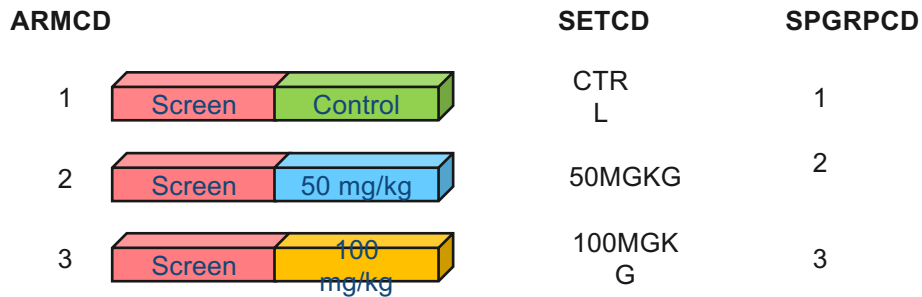 ARMCD SETCD SPGRPCD
1 Screen Control CTR
L 1
2 Screen 50 mg/kg 50MGKG 2
3 Screen 100
mg/kg 100MGK
G 3